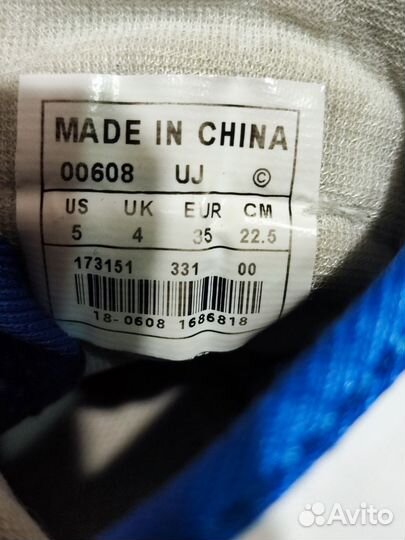 MADE IN CHINA
00608 UJ ©
US UK EUR CM
5 4 35 22.5
173151 331 00
18-0608 1686818
Avito